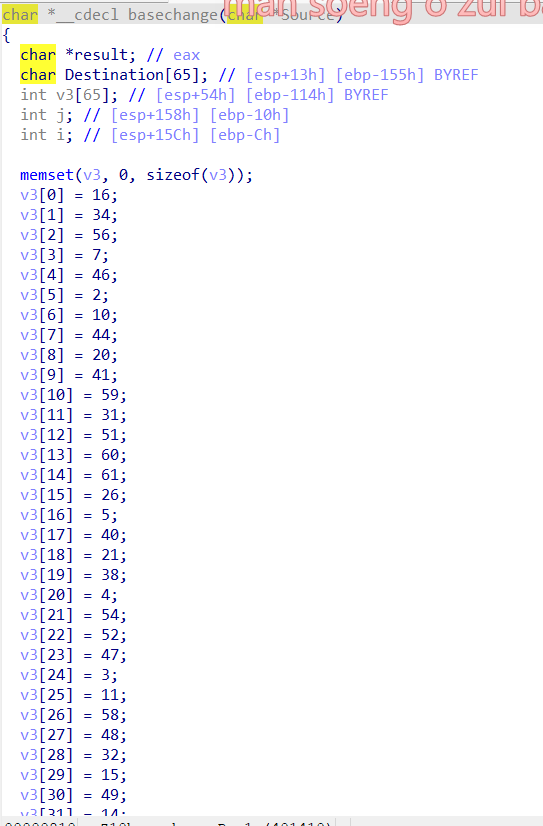 man soeng o zui
char *__cdecl basechange(char *Source)
{
  char *result; // eax
  char Destination[65]; // [esp+13h] [ebp-155h] BYREF
  int v3[65]; // [esp+54h] [ebp-114h] BYREF
  int j; // [esp+158h] [ebp-10h]
  int i; // [esp+15Ch] [ebp-Ch]

  memset(v3, 0, sizeof(v3));
  v3[0] = 16;
  v3[1] = 34;
  v3[2] = 56;
  v3[3] = 7;
  v3[4] = 46;
  v3[5] = 2;
  v3[6] = 10;
  v3[7] = 44;
  v3[8] = 20;
  v3[9] = 41;
  v3[10] = 59;
  v3[11] = 31;
  v3[12] = 51;
  v3[13] = 60;
  v3[14] = 61;
  v3[15] = 26;
  v3[16] = 5;
  v3[17] = 40;
  v3[18] = 21;
  v3[19] = 38;
  v3[20] = 4;
  v3[21] = 54;
  v3[22] = 52;
  v3[23] = 47;
  v3[24] = 3;
  v3[25] = 11;
  v3[26] = 58;
  v3[27] = 48;
  v3[28] = 32;
  v3[29] = 15;
  v3[30] = 49;
  v3[31] = 14;